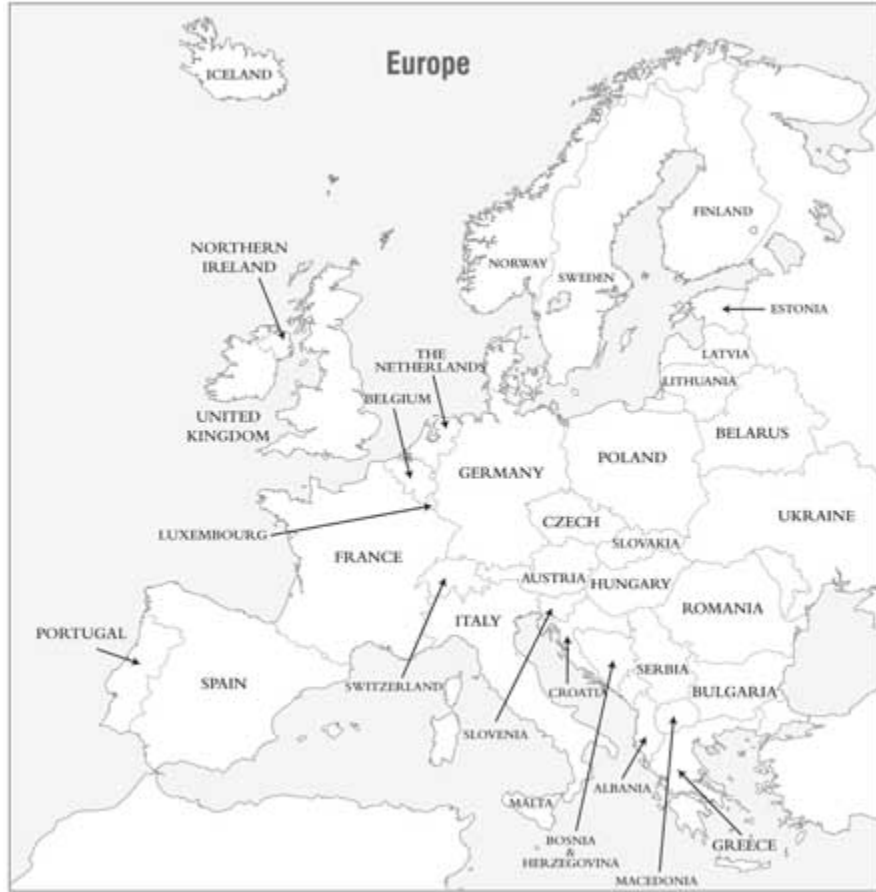 Europe
ICELAND
FINLAND
NORTHERN
IRELAND
NORWAY
SWEDEN
ESTONIA
THE
NETHERLANDS
LATVIA
LITHUANIA
BELGIUM
UNITED
KINGDOM
BELARUS
POLAND
GERMANY
UKRAINE
CZECH
LUXEMBOURG
SLOVAKIA
FRANCE
AUSTRIA
HUNGARY
ROMANIA
ITALY
PORTUGAL
SPAIN
SERBIA
SWITZERLAND
CROATIA
BULGARIA
SLOVENIA
ALBANIA
MALTA
BOSNIA
&
HERZEGOVINA
GREECE
MACEDONIA